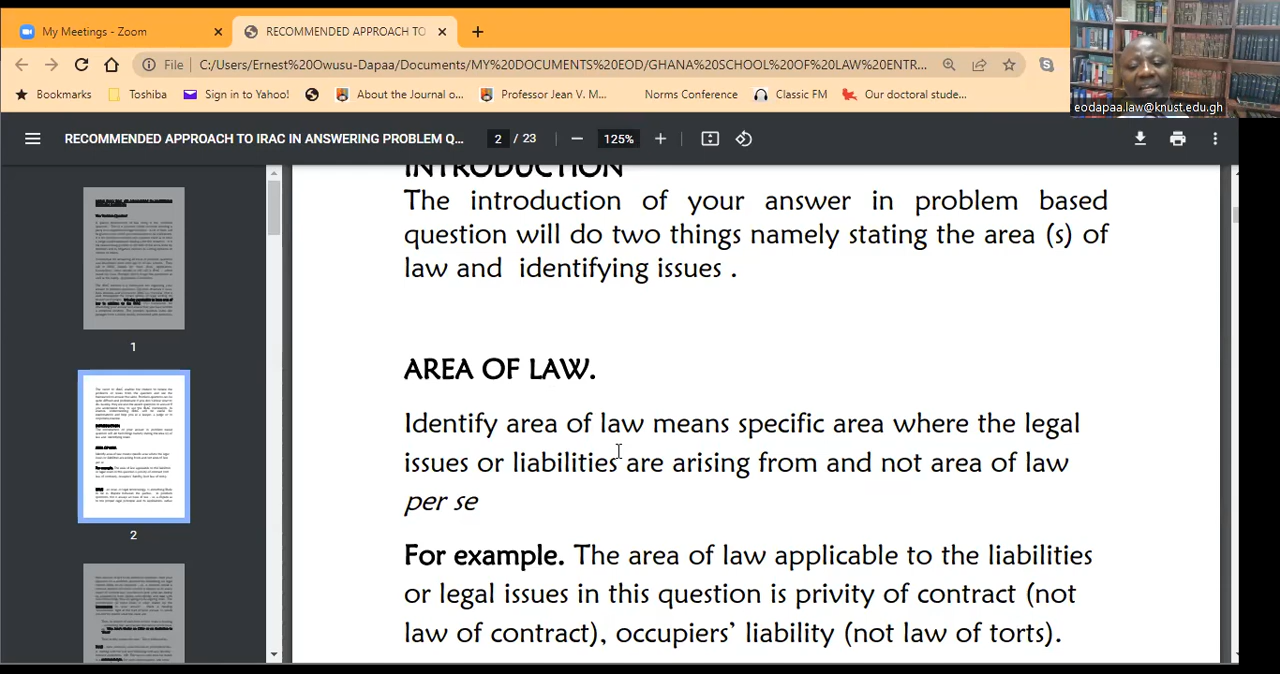 My Meetings - Zoom
RECOMMENDED APPROACH TO
File
C:/Users/Ernest%20Owusu-Dapa/Documents/MY%20DOCUMENTS%20EOD/GHANA%20SCHOOL%20OF%20LAW%20ENTR...
eodapaa.law@knust.edu.gh
Bookmarks
Toshiba
Sign in to Yahoo!
About the Journal o...
Professor Jean V. M...
Norms Conference
Classic FM
Our doctoral stude...
RECOMMENDED APPROACH TO IRAC IN ANSWERING PROBLEM Q...
2 / 23
125%
INTRODUCTION
The introduction of your answer in problem based
question will do two things namely stating the area (s) of
law and identifying issues .
AREA OF LAW.
Identify area of law means specific area where the legal
issues or liabilities are arising from and not area of law
per se
For example. The area of law applicable to the liabilities
or legal issues in this question is privity of contract (not
law of contract), occupiers’ liability (not law of torts).
1
2